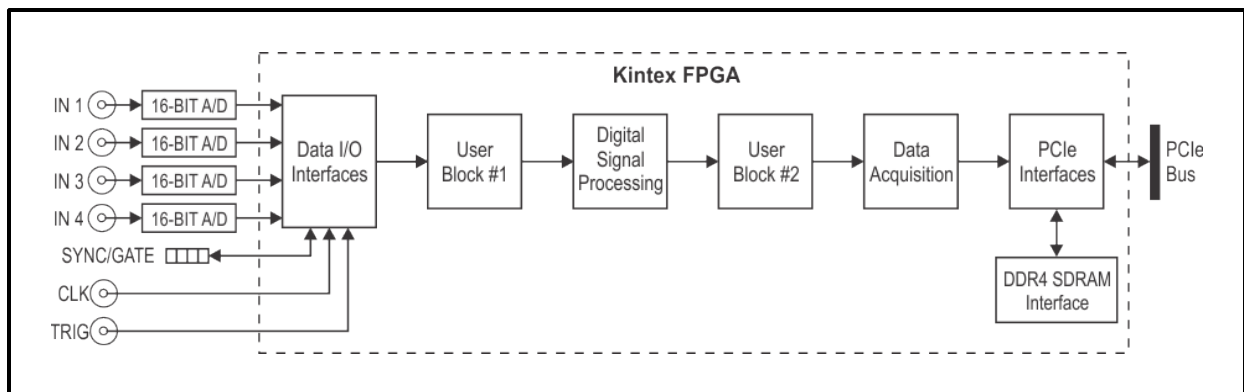 Kintex FPGA
IN 1
16-BIT A/D
IN 2
16-BIT A/D
IN 3
16-BIT A/D
IN 4
16-BIT A/D
SYNC/GATE
CLK
TRIG
Data I/O
Interfaces
User
Block #1
Digital
Signal
Processing
User
Block #2
Data
Acquisition
PCIe
Interfaces
PCIe
Bus
DDR4 SDRAM
Interface